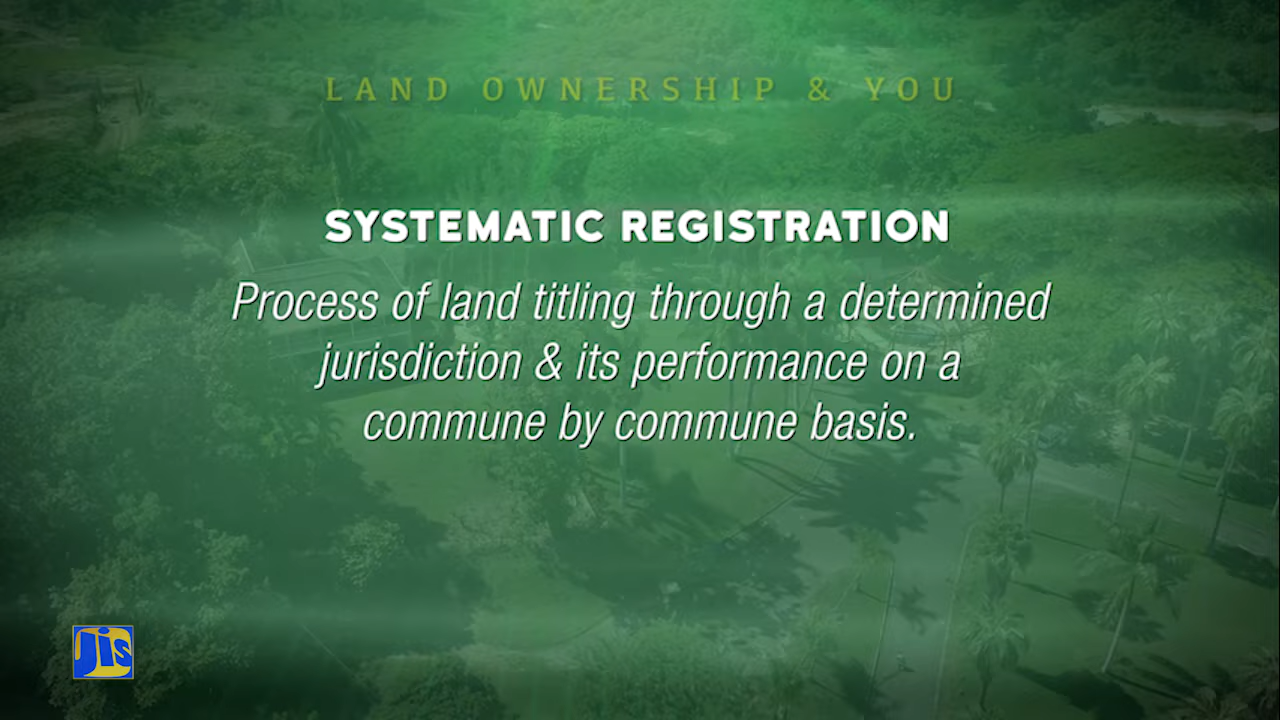 LAND OWNERSHIP & YOU
SYSTEMATIC REGISTRATION
Process of land titling through a determined
jurisdiction & its performance on a
commune by commune basis.
JIS